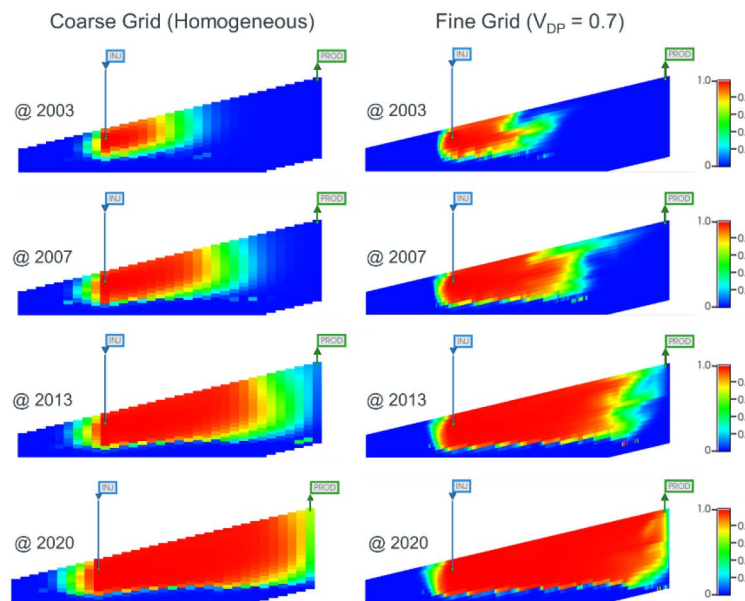 Coarse Grid (Homogeneous)
Fine Grid (V_DP = 0.7)
INJ
PROD
INJ
PROD
@ 2003
@ 2003
1.0
0
INJ
PROD
INJ
PROD
@ 2007
@ 2007
1.0
0
INJ
PROD
INJ
PROD
@ 2013
@ 2013
1.0
0
INJ
PROD
INJ
PROD
@ 2020
@ 2020
1.0
0